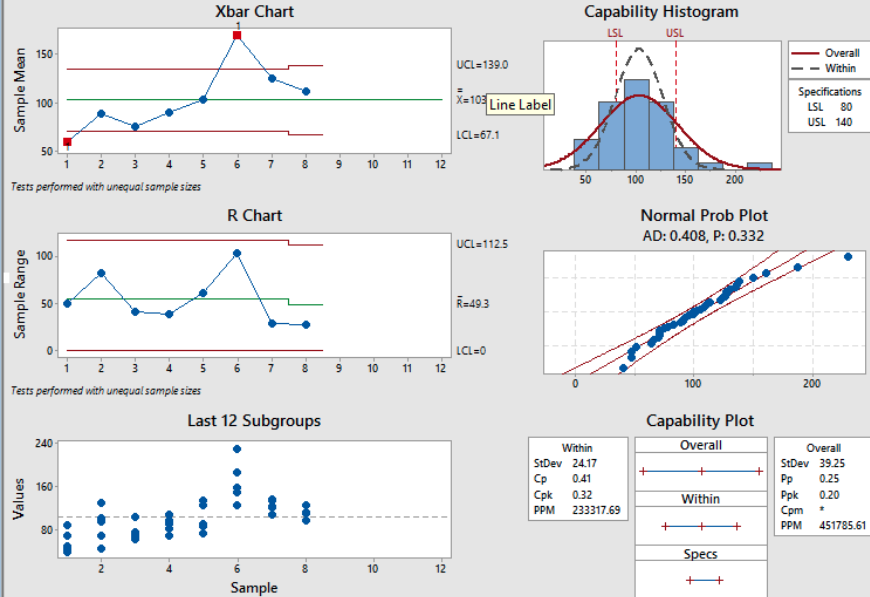 Xbar Chart
Sample Mean
150
100
50
1
1
UCL=139.0
X=103
LCL=67.1
1 2 3 4 5 6 7 8 9 10 11 12
Tests performed with unequal sample sizes
Capability Histogram
LSL USL
50 100 150 200
Line Label
Overall
Within
Specifications
LSL 80
USL 140
R Chart
Sample Range
100
50
0
UCL=112.5
R=49.3
LCL=0
1 2 3 4 5 6 7 8 9 10 11 12
Tests performed with unequal sample sizes
Normal Prob Plot
AD: 0.408, P: 0.332
0 100 200
Last 12 Subgroups
Values
240
160
80
2 4 6 8 10 12
Sample
Capability Plot
Within
StDev 24.17
Cp 0.41
Cpk 0.32
PPM 233317.69
Overall
Within
Specs
Overall
StDev 39.25
Pp 0.25
Ppk 0.20
Cpm *
PPM 451785.61